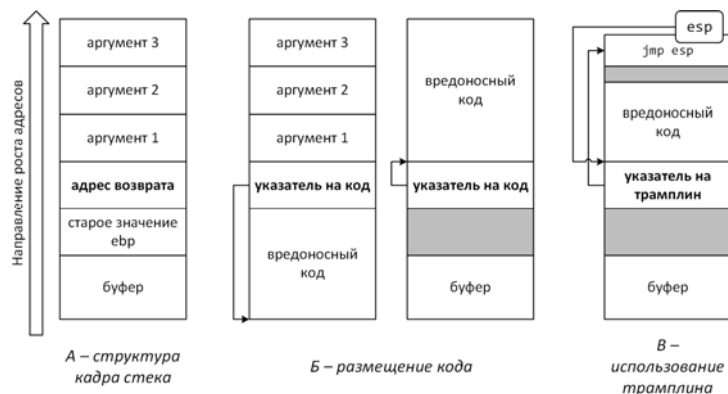 Направление роста адресов
аргумент 3
аргумент 2
аргумент 1
адрес возврата
старое значение
ebp
буфер
А – структура
кадра стека
аргумент 3
аргумент 2
аргумент 1
указатель на код
вредоносный
код
вредоносный
код
указатель на код
буфер
Б – размещение кода
esp
jmp esp
вредоносный
код
указатель на
трамплин
буфер
В –
использование
трамплина